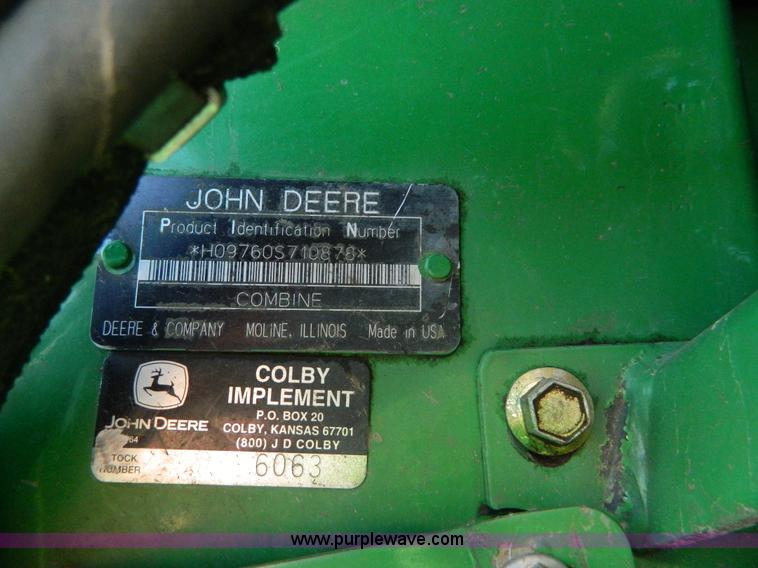 JOHN DEERE
Product Identification Number
*H09760S710878*
COMBINE
DEERE & COMPANY MOLINE, ILLINOIS Made in USA
COLBY
IMPLEMENT
P.O. BOX 20
JOHN DEERE
COLBY, KANSAS 67701
(800) J D COLBY
64
TOCK
NUMBER
6063
www.purplewave.com